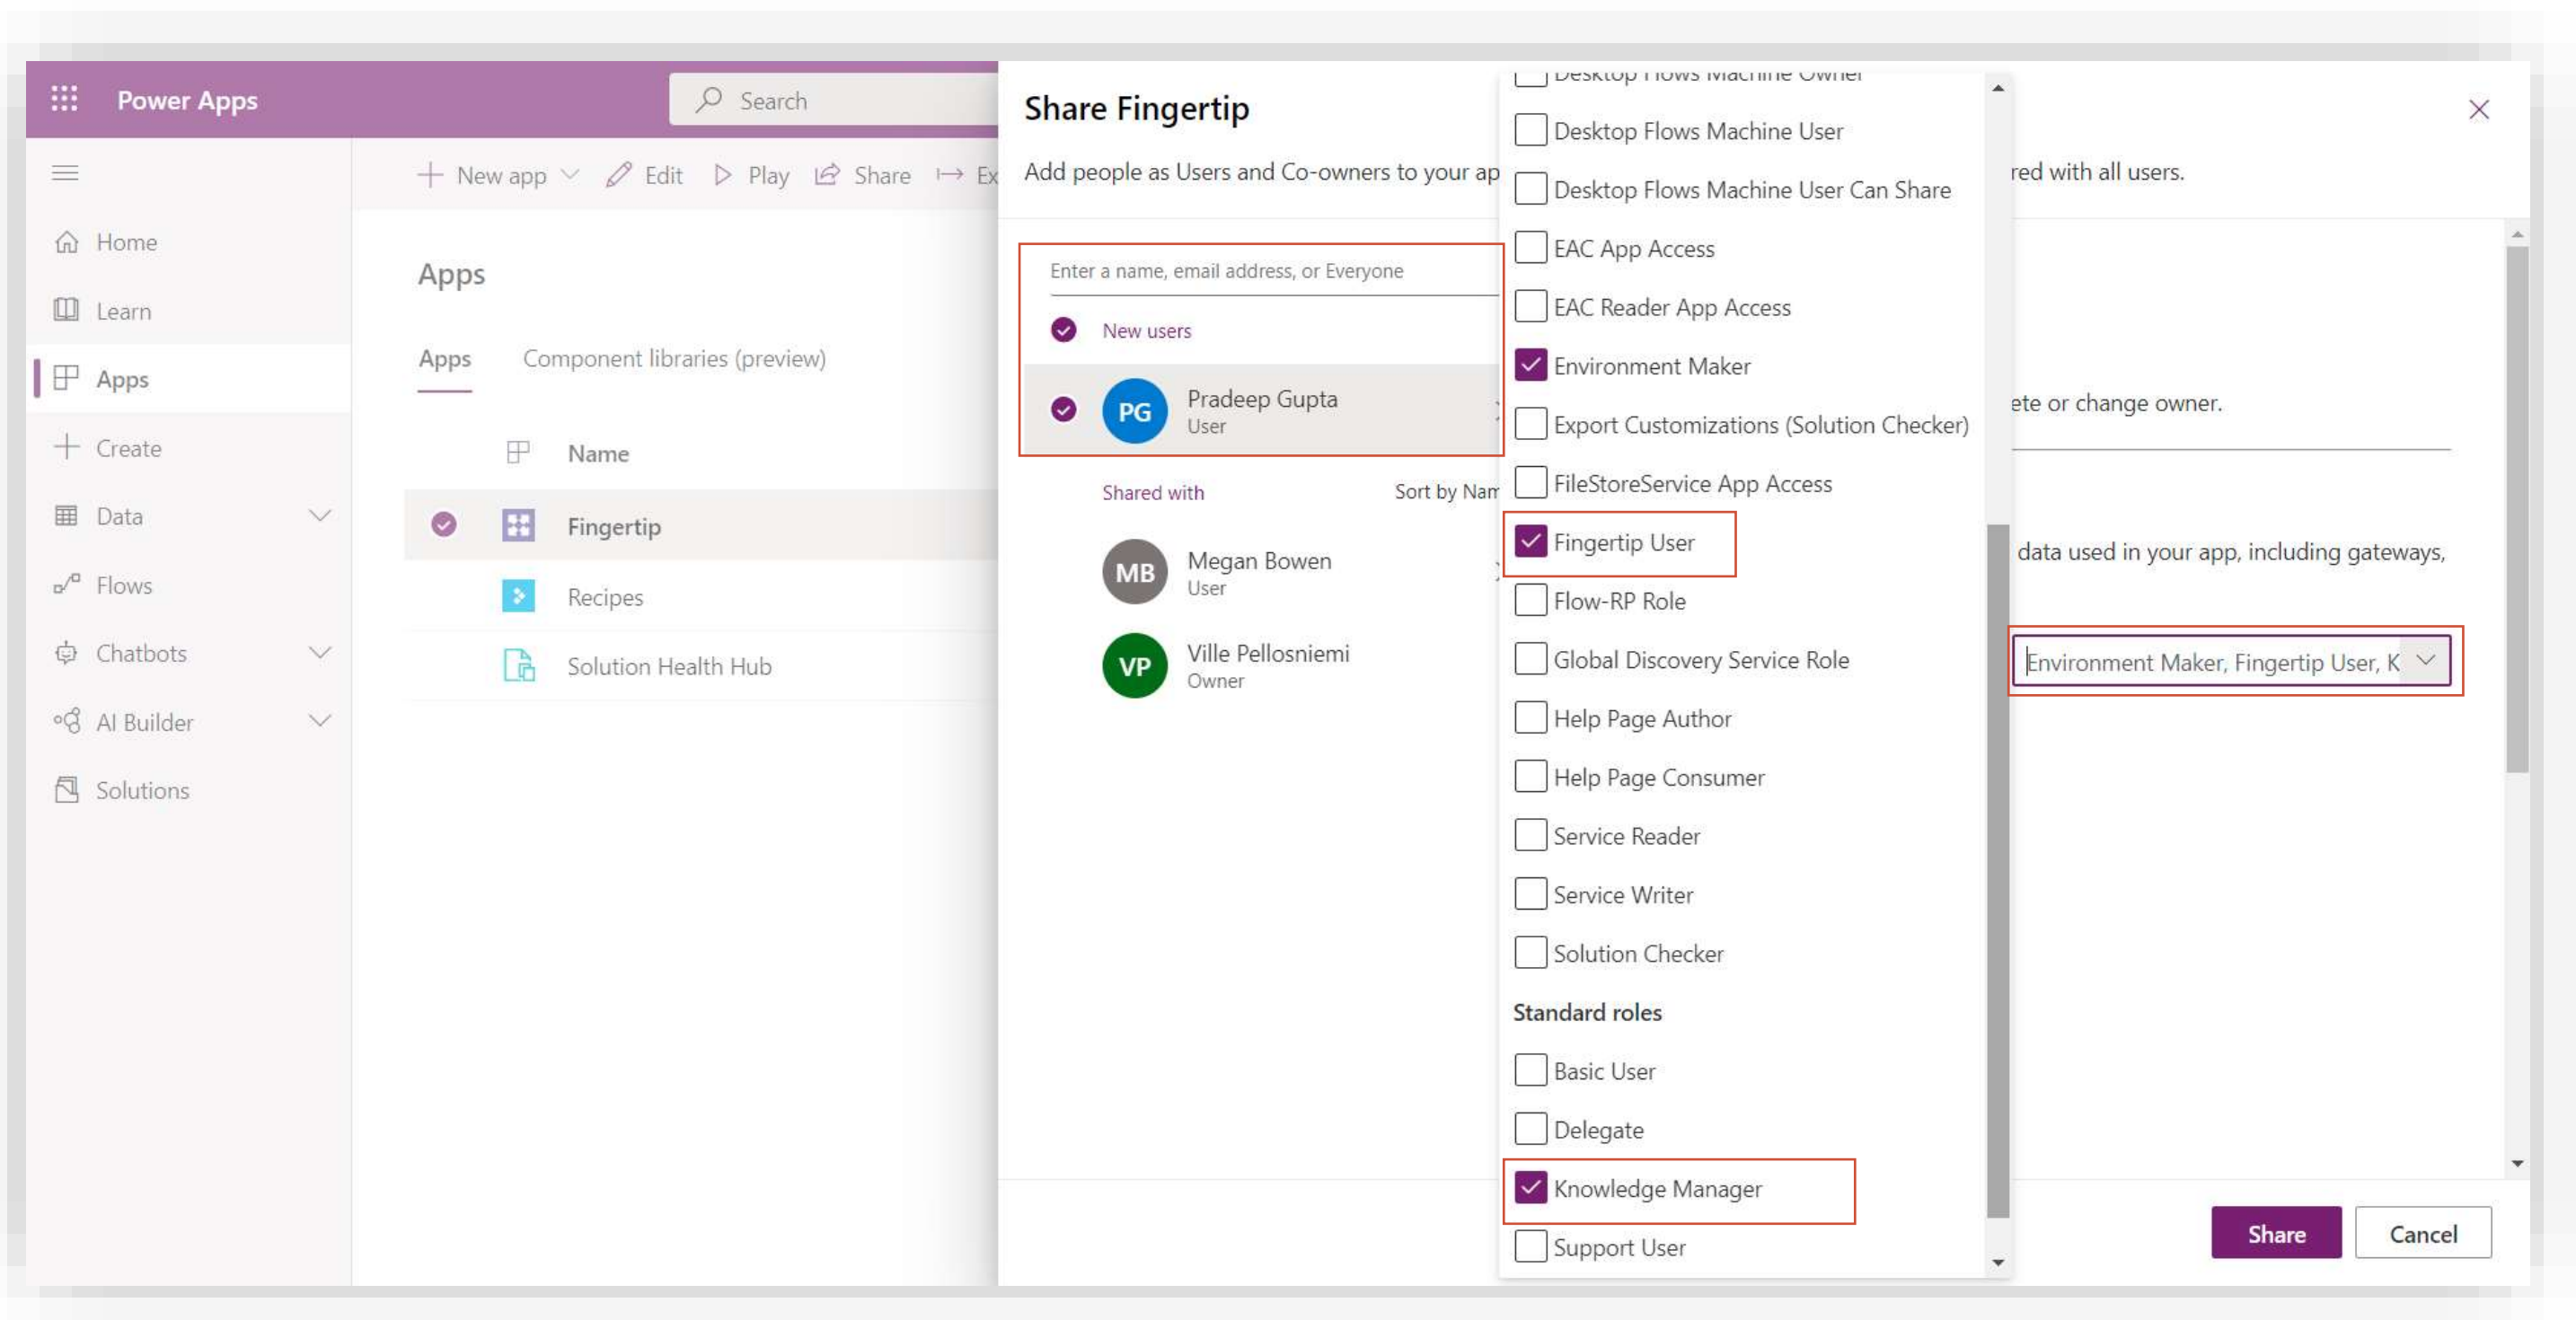 Power Apps
Search
Home
Learn
Apps
Create
Data
Flows
Chatbots
AI Builder
Solutions
New app
Edit
Play
Share
Ex
Apps
Apps
Component libraries (preview)
Name
Fingertip
Recipes
Solution Health Hub
Share Fingertip
Add people as Users and Co-owners to your ap
red with all users.
Enter a name, email address, or Everyone
New users
PG
Pradeep Gupta
User
Shared with
Sort by Nam
MB
Megan Bowen
User
VP
Ville Pellosniemi
Owner
Desktop Flows Machine Owner
Desktop Flows Machine User
Desktop Flows Machine User Can Share
EAC App Access
EAC Reader App Access
Environment Maker
Export Customizations (Solution Checker)
FileStoreService App Access
Fingertip User
Flow-RP Role
Global Discovery Service Role
Help Page Author
Help Page Consumer
Service Reader
Service Writer
Solution Checker
Standard roles
Basic User
Delegate
Knowledge Manager
Support User
ete or change owner.
data used in your app, including gateways,
Environment Maker, Fingertip User, K
Share
Cancel